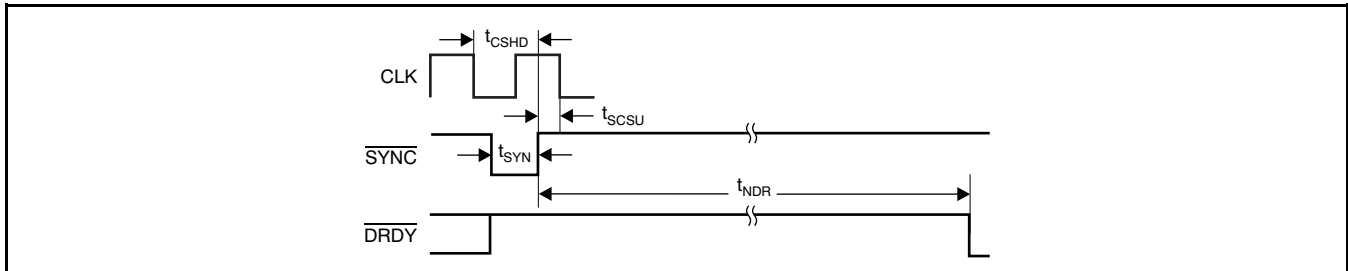 tCSHD
CLK
tSCSU
SYNC
tSYN
tNDR
DRDY